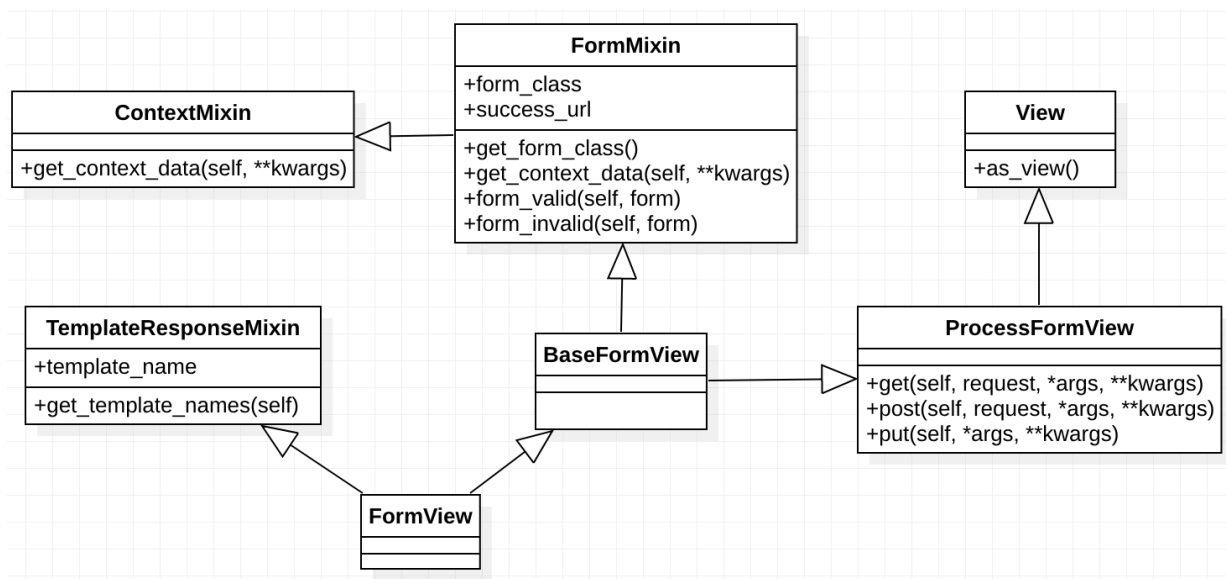 FormMixin
+form_class
+success_url
+get_form_class()
+get_context_data(self, **kwargs)
+form_valid(self, form)
+form_invalid(self, form)
ContextMixin
+get_context_data(self, **kwargs)
View
+as_view()
TemplateResponseMixin
+template_name
+get_template_names(self)
BaseFormView
ProcessFormView
+get(self, request, *args, **kwargs)
+post(self, request, *args, **kwargs)
+put(self, *args, **kwargs)
FormView